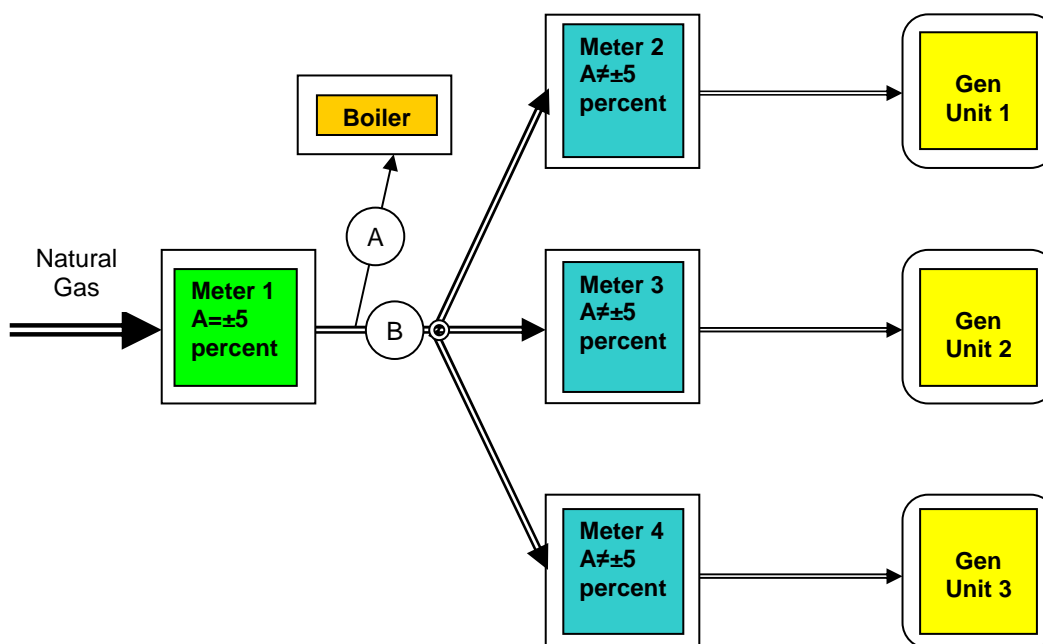 Natural
Gas
Meter 1
A=±5
percent
Boiler
A
B
Meter 2
A≠±5
percent
Gen
Unit 1
Meter 3
A≠±5
percent
Gen
Unit 2
Meter 4
A≠±5
percent
Gen
Unit 3